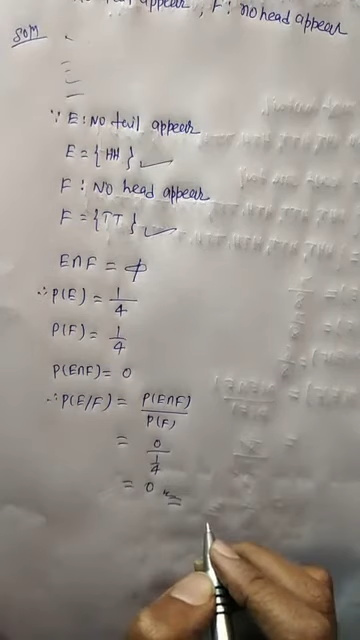 appear, F: no head appear
Soln
∵ E: No tail appear
E = {HH}
F: No head appear
F = {TT}
E∩F = ϕ
∴ P(E) = 1/4
P(F) = 1/4
P(E∩F) = 0
∴ P(E/F) = P(E∩F)/P(F)
= 0/(1/4)
= 0